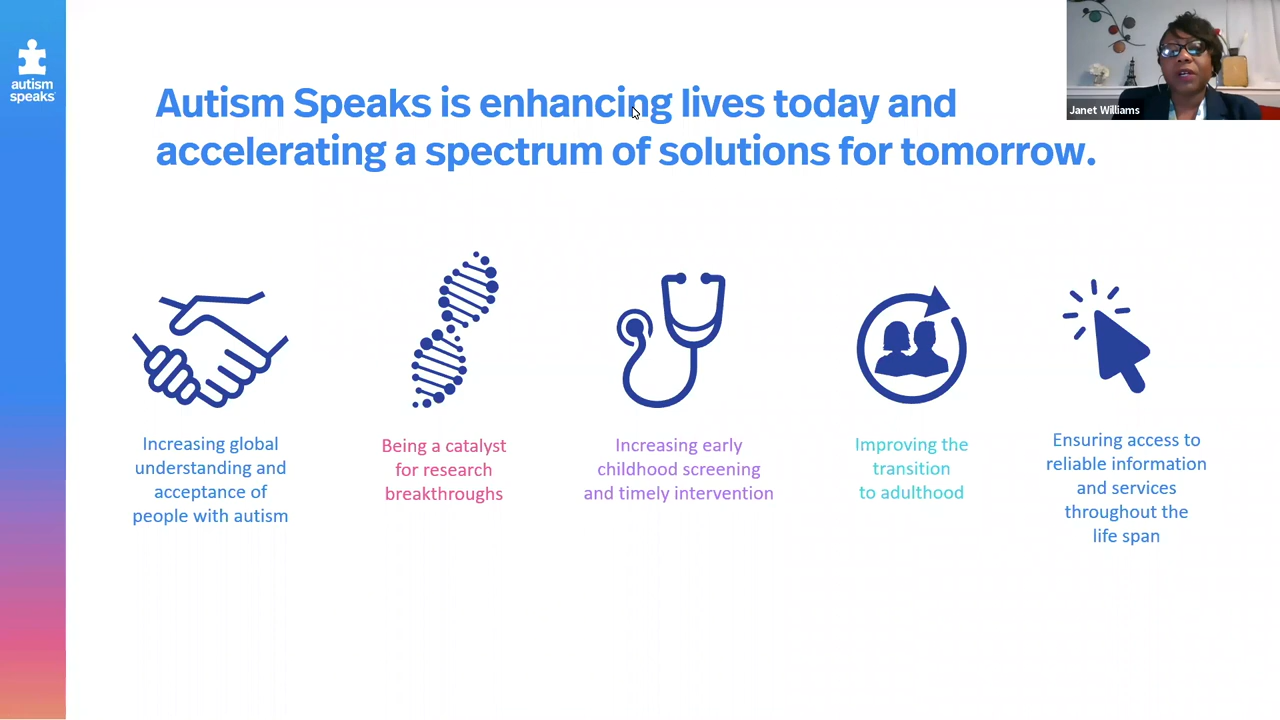 autism
speaks
Autism Speaks is enhancing lives today and
accelerating a spectrum of solutions for tomorrow.
Janet Williams
Increasing global
understanding and
acceptance of
people with autism
Being a catalyst
for research
breakthroughs
Increasing early
childhood screening
and timely intervention
Improving the
transition
to adulthood
Ensuring access to
reliable information
and services
throughout the
life span